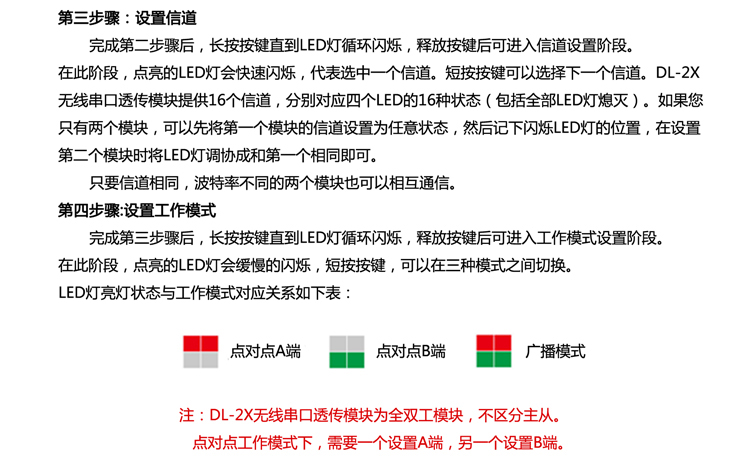 第三步骤：设置信道
完成第二步骤后，长按按键直到LED灯循环闪烁，释放按键后可进入信道设置阶段。
在此阶段，点亮的LED灯会快速闪烁，代表选中一个信道。短按按键可以选择下一个信道。DL-2X
无线串口透传模块提供16个信道，分别对应四个LED的16种状态（包括全部LED灯熄灭）。如果您
只有两个模块，可以先将第一个模块的信道设置为任意状态，然后记下闪烁LED灯的位置，在设置
第二个模块时将LED灯调协成和第一个相同即可。
只要信道相同，波特率不同的两个模块也可以相互通信。
第四步骤:设置工作模式
完成第三步骤后，长按按键直到LED灯循环闪烁，释放按键后可进入工作模式设置阶段。
在此阶段，点亮的LED灯会缓慢的闪烁，短按按键，可以在三种模式之间切换。
LED灯亮灯状态与工作模式对应关系如下表：
点对点A端 点对点B端 广播模式
注：DL-2X无线串口透传模块为全双工模块，不区分主从。
点对点工作模式下，需要一个设置A端，另一个设置B端。